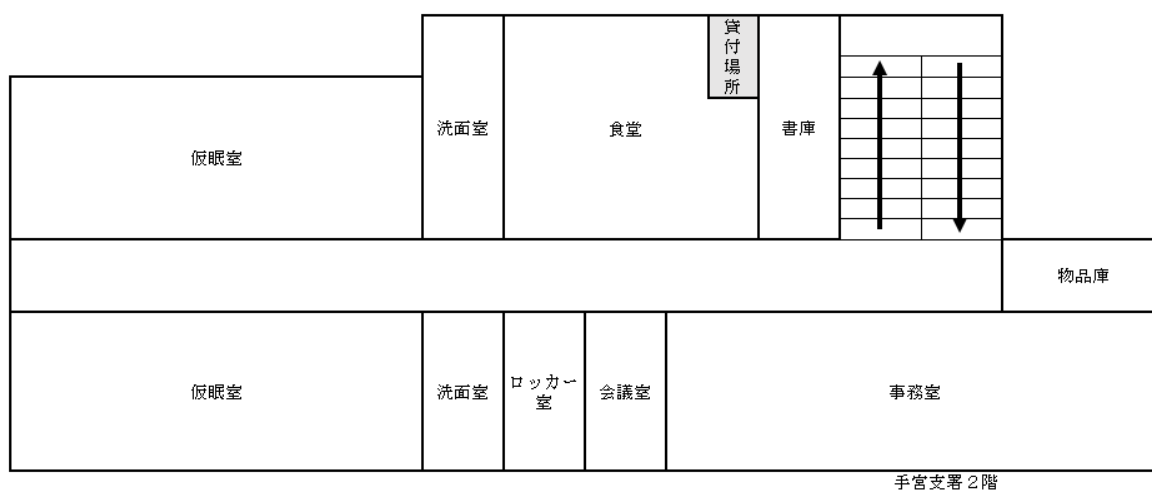 貸付場所
仮眠室
洗面室
食堂
書庫
物品庫
仮眠室
洗面室
ロッカー
室
会議室
事務室
手宮支署2階